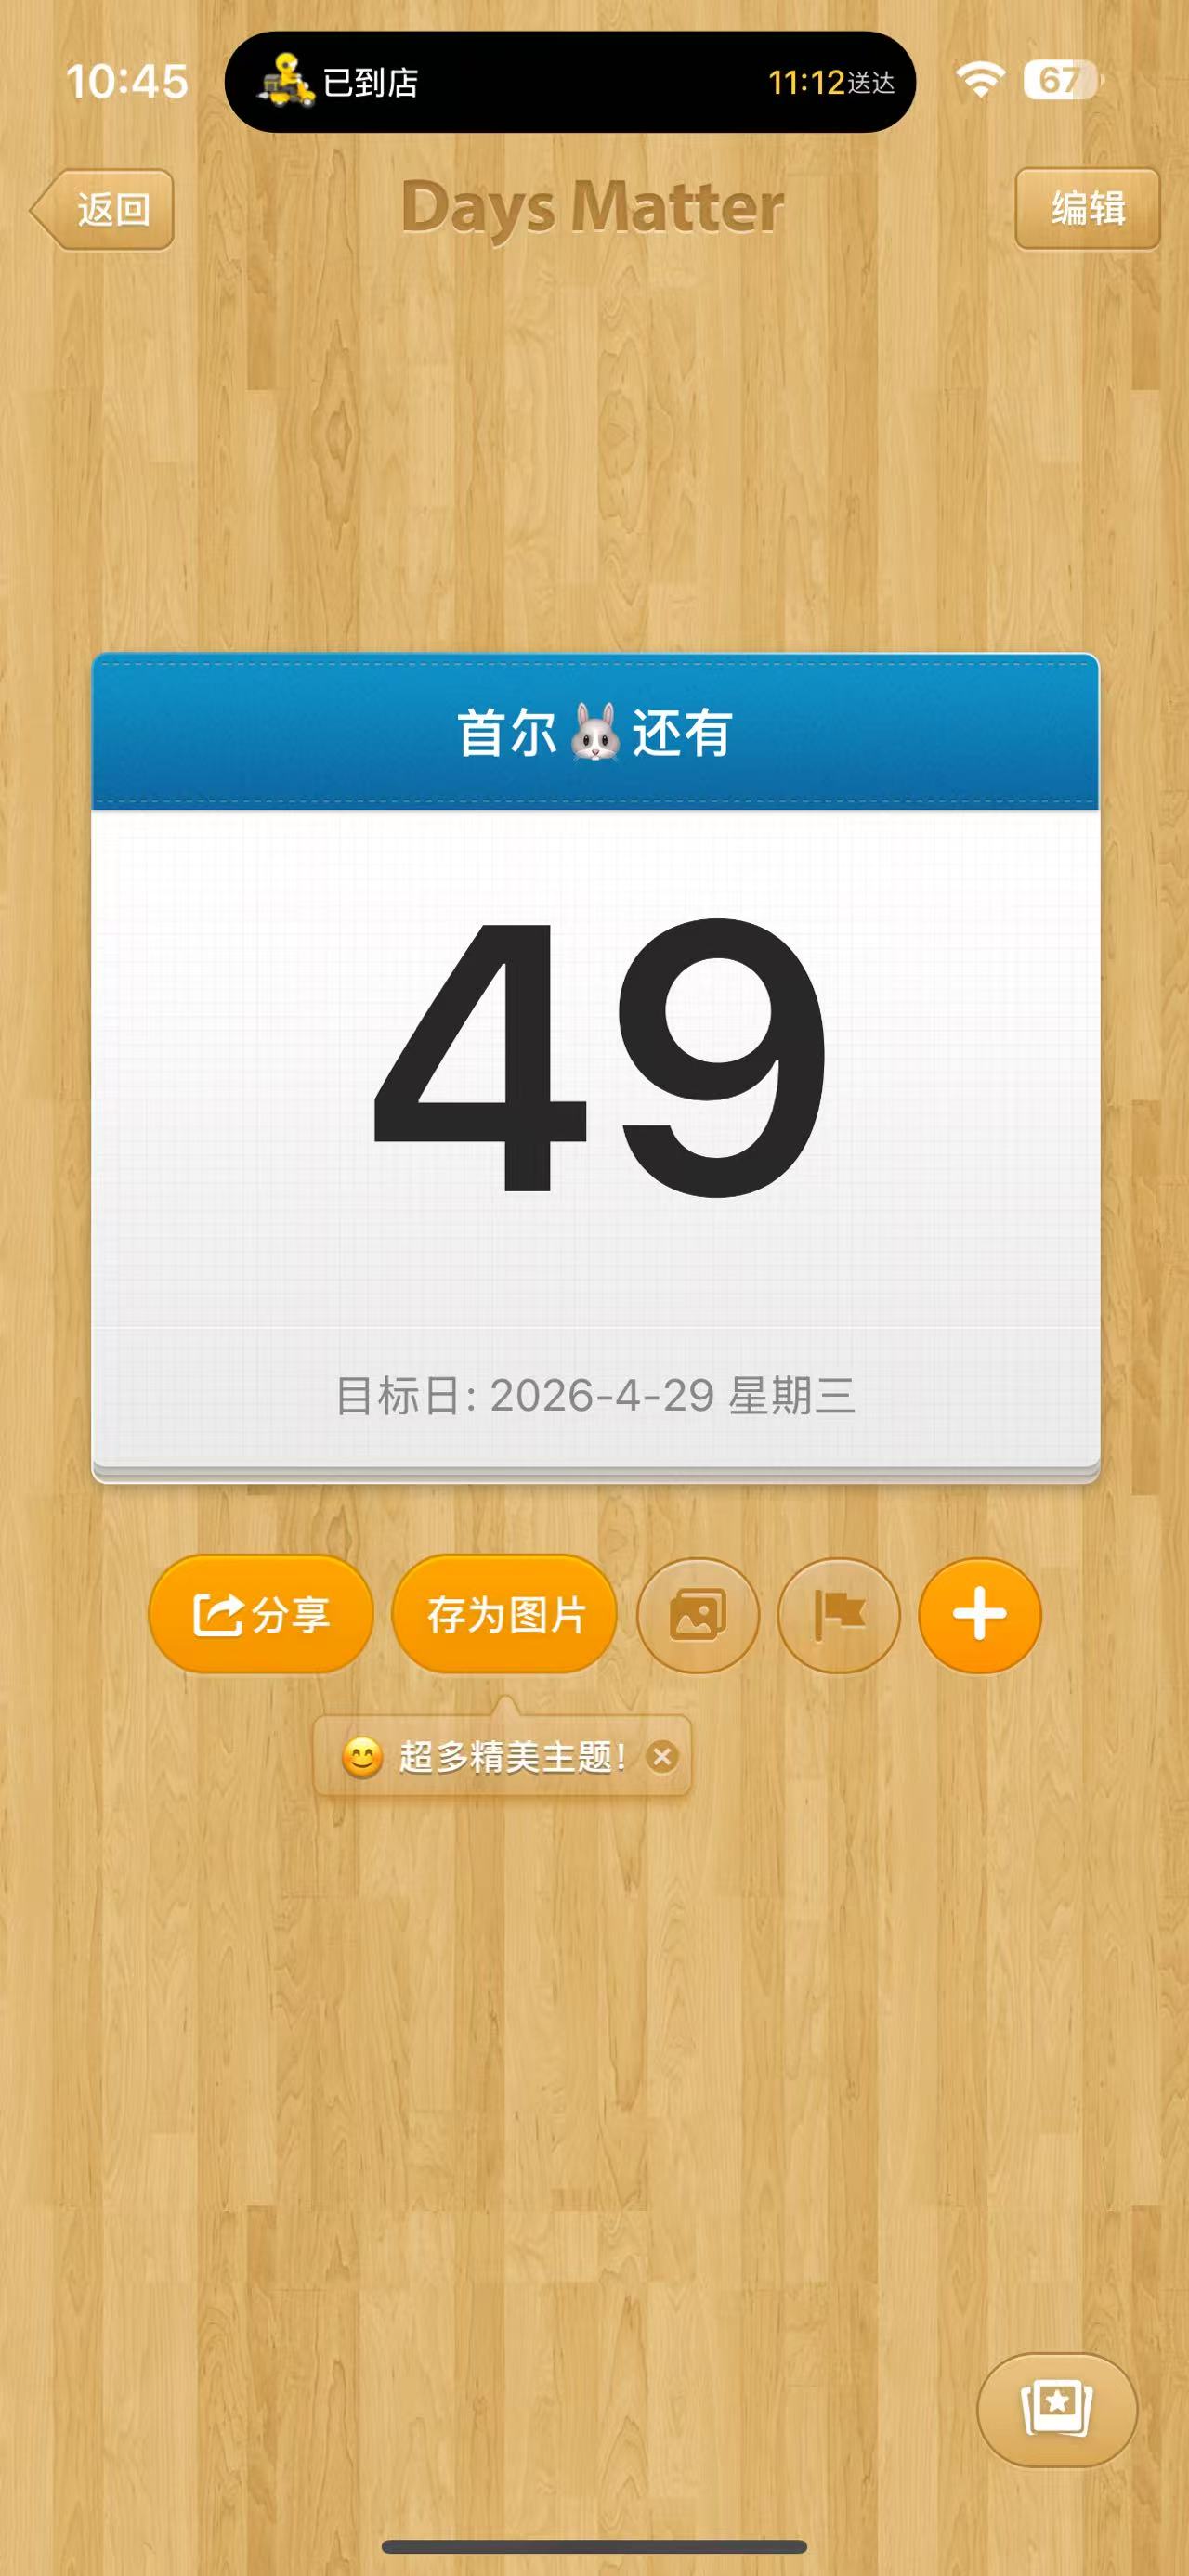 10:45
已到店
11:12送达
67
返回
Days Matter
编辑
首尔🐰还有
49
目标日: 2026-4-29 星期三
分享
存为图片
😊 超多精美主题!